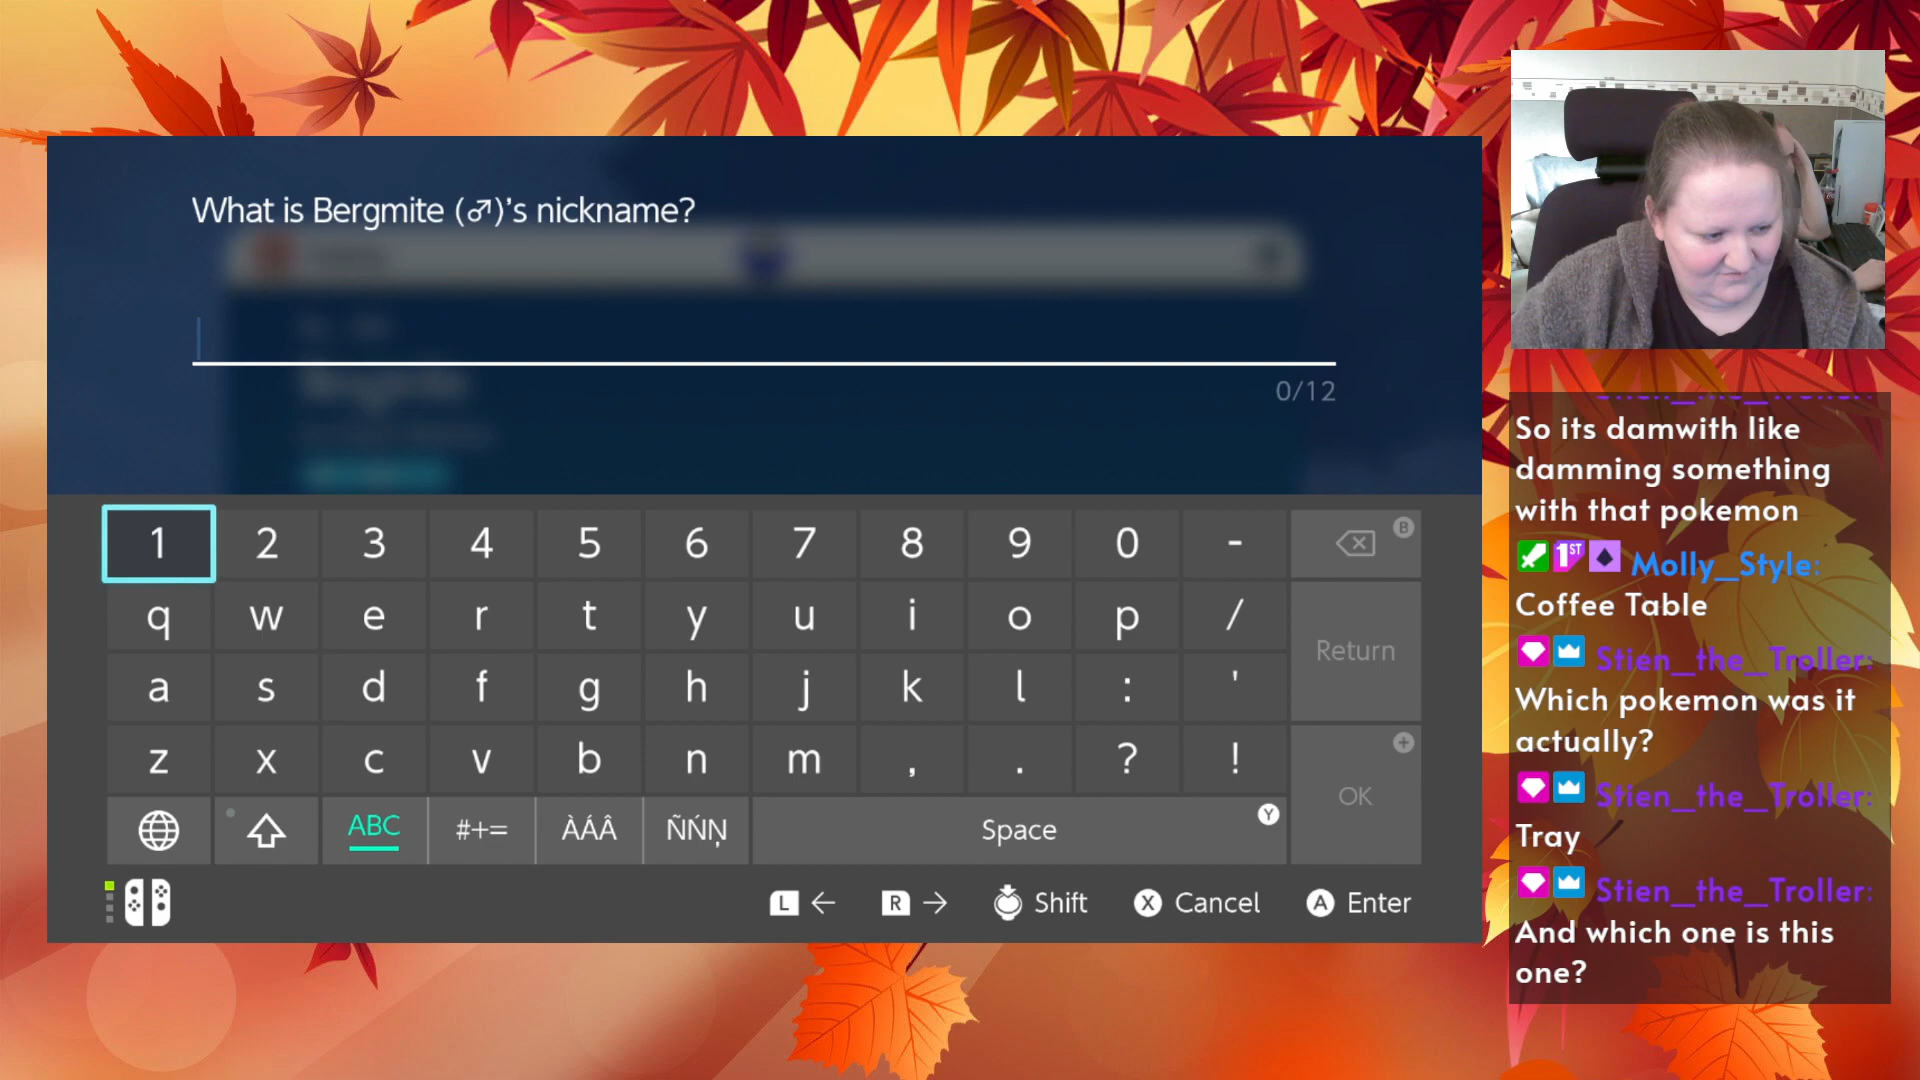 What is Bergmite (♂)'s nickname?
0/12
1 2 3 4 5 6 7 8 9 0 - B
q w e r t y u i o p / Return
a s d f g h j k l : '
z x c v b n m , . ? ! OK
ABC #+= ÀÁÂ ÑŃŅ Space Y
L ← R → Shift X Cancel A Enter
So its damwith like
damming something
with that pokemon
1ST Molly_Style:
Coffee Table
Stien_the_Troller:
Which pokemon was it
actually?
Stien_the_Troller:
Tray
Stien_the_Troller:
And which one is this
one?